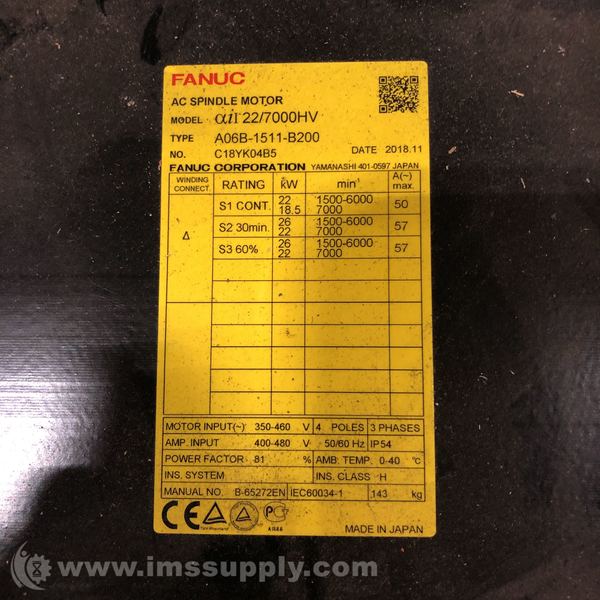 FANUC
AC SPINDLE MOTOR
MODEL αiI 22/7000HV
TYPE A06B-1511-B200
NO. C18YK04B5 DATE 2018.11
FANUC CORPORATION YAMANASHI 401-0597 JAPAN
WINDING CONNECT. RATING kW min⁻¹ A(~) max.
Δ
S1 CONT. 22 1500-6000 50
18.5 7000
S2 30min. 26 1500-6000 57
22 7000
S3 60% 26 1500-6000 57
22 7000
MOTOR INPUT(~) 350-460 V 4 POLES 3 PHASES
AMP. INPUT 400-480 V 50/60 Hz IP54
POWER FACTOR 81 % AMB. TEMP. 0-40 ℃
INS. SYSTEM INS. CLASS H
MANUAL NO. B-65272EN IEC60034-1 143 kg
CE
MADE IN JAPAN
© www.imssupply.com